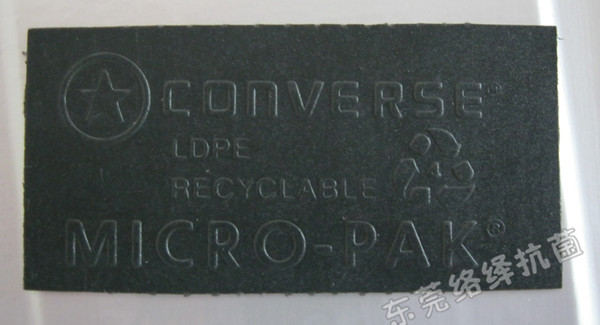 CONVERSE®
LDPE
RECYCLABLE
4
MICRO-PAK®
东莞络绎抗菌